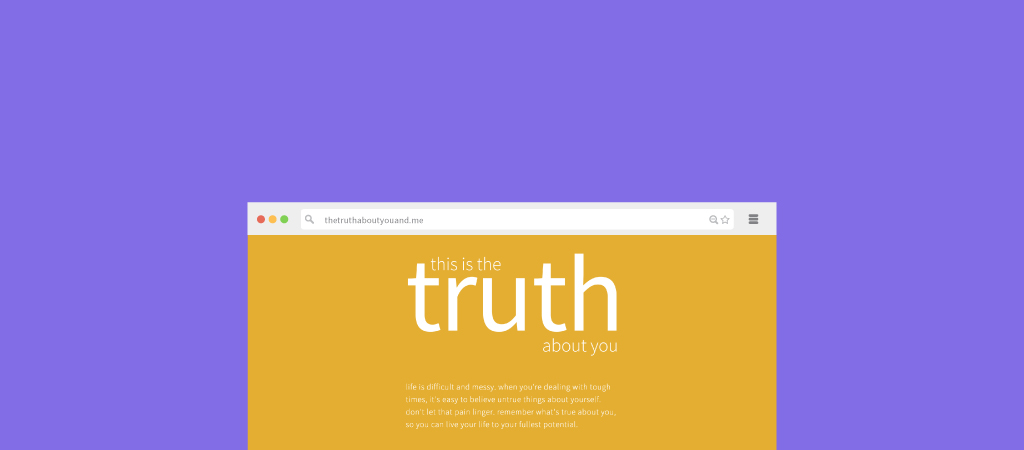 thetruthaboutyouand.me
this is the
truth
about you
life is difficult and messy. when you're dealing with tough
times, it's easy to believe untrue things about yourself.
don't let that pain linger. remember what's true about you,
so you can live your life to your fullest potential.